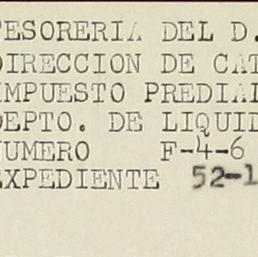 TESORERIA DEL D.
DIRECCION DE CAT
IMPUESTO PREDIAL
DEPTO. DE LIQUID
NUMERO F-4-6
EXPEDIENTE 52-1